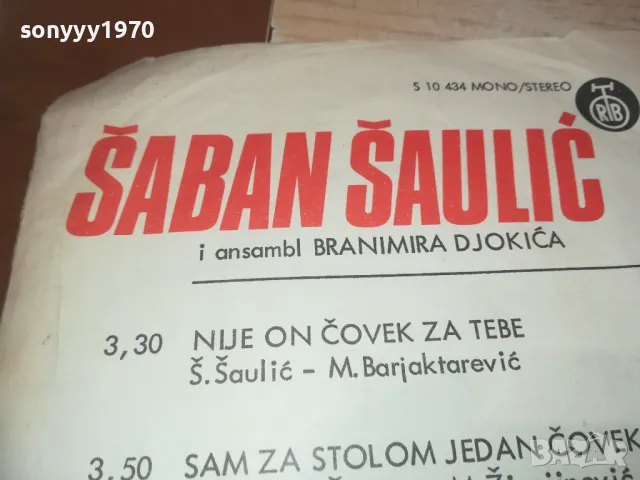 sonyyy1970
S 10 434 MONO/STEREO
RTB
ŠABAN ŠAULIĆ
i ansambl BRANIMIRA DJOKIĆA
3,30 NIJE ON ČOVEK ZA TEBE
Š. Šaulić – M. Barjaktarević
3,50 SAM ZA STOLOM JEDAN ČOVEK
BAZAR